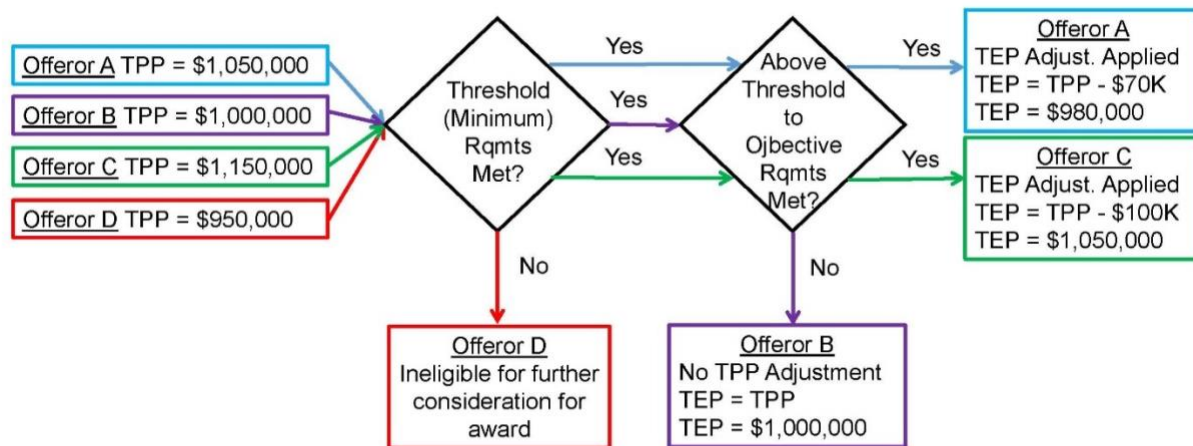 Offeror A TPP = $1,050,000
Offeror B TPP = $1,000,000
Offeror C TPP = $1,150,000
Offeror D TPP = $950,000
Threshold
(Minimum)
Rqmts
Met?
Yes
Yes
Yes
No
Above
Threshold
to
Ojbective
Rqmts
Met?
Yes
Yes
No
Offeror A
TEP Adjust. Applied
TEP = TPP - $70K
TEP = $980,000
Offeror C
TEP Adjust. Applied
TEP = TPP - $100K
TEP = $1,050,000
Offeror D
Ineligible for further
consideration for
award
Offeror B
No TPP Adjustment
TEP = TPP
TEP = $1,000,000